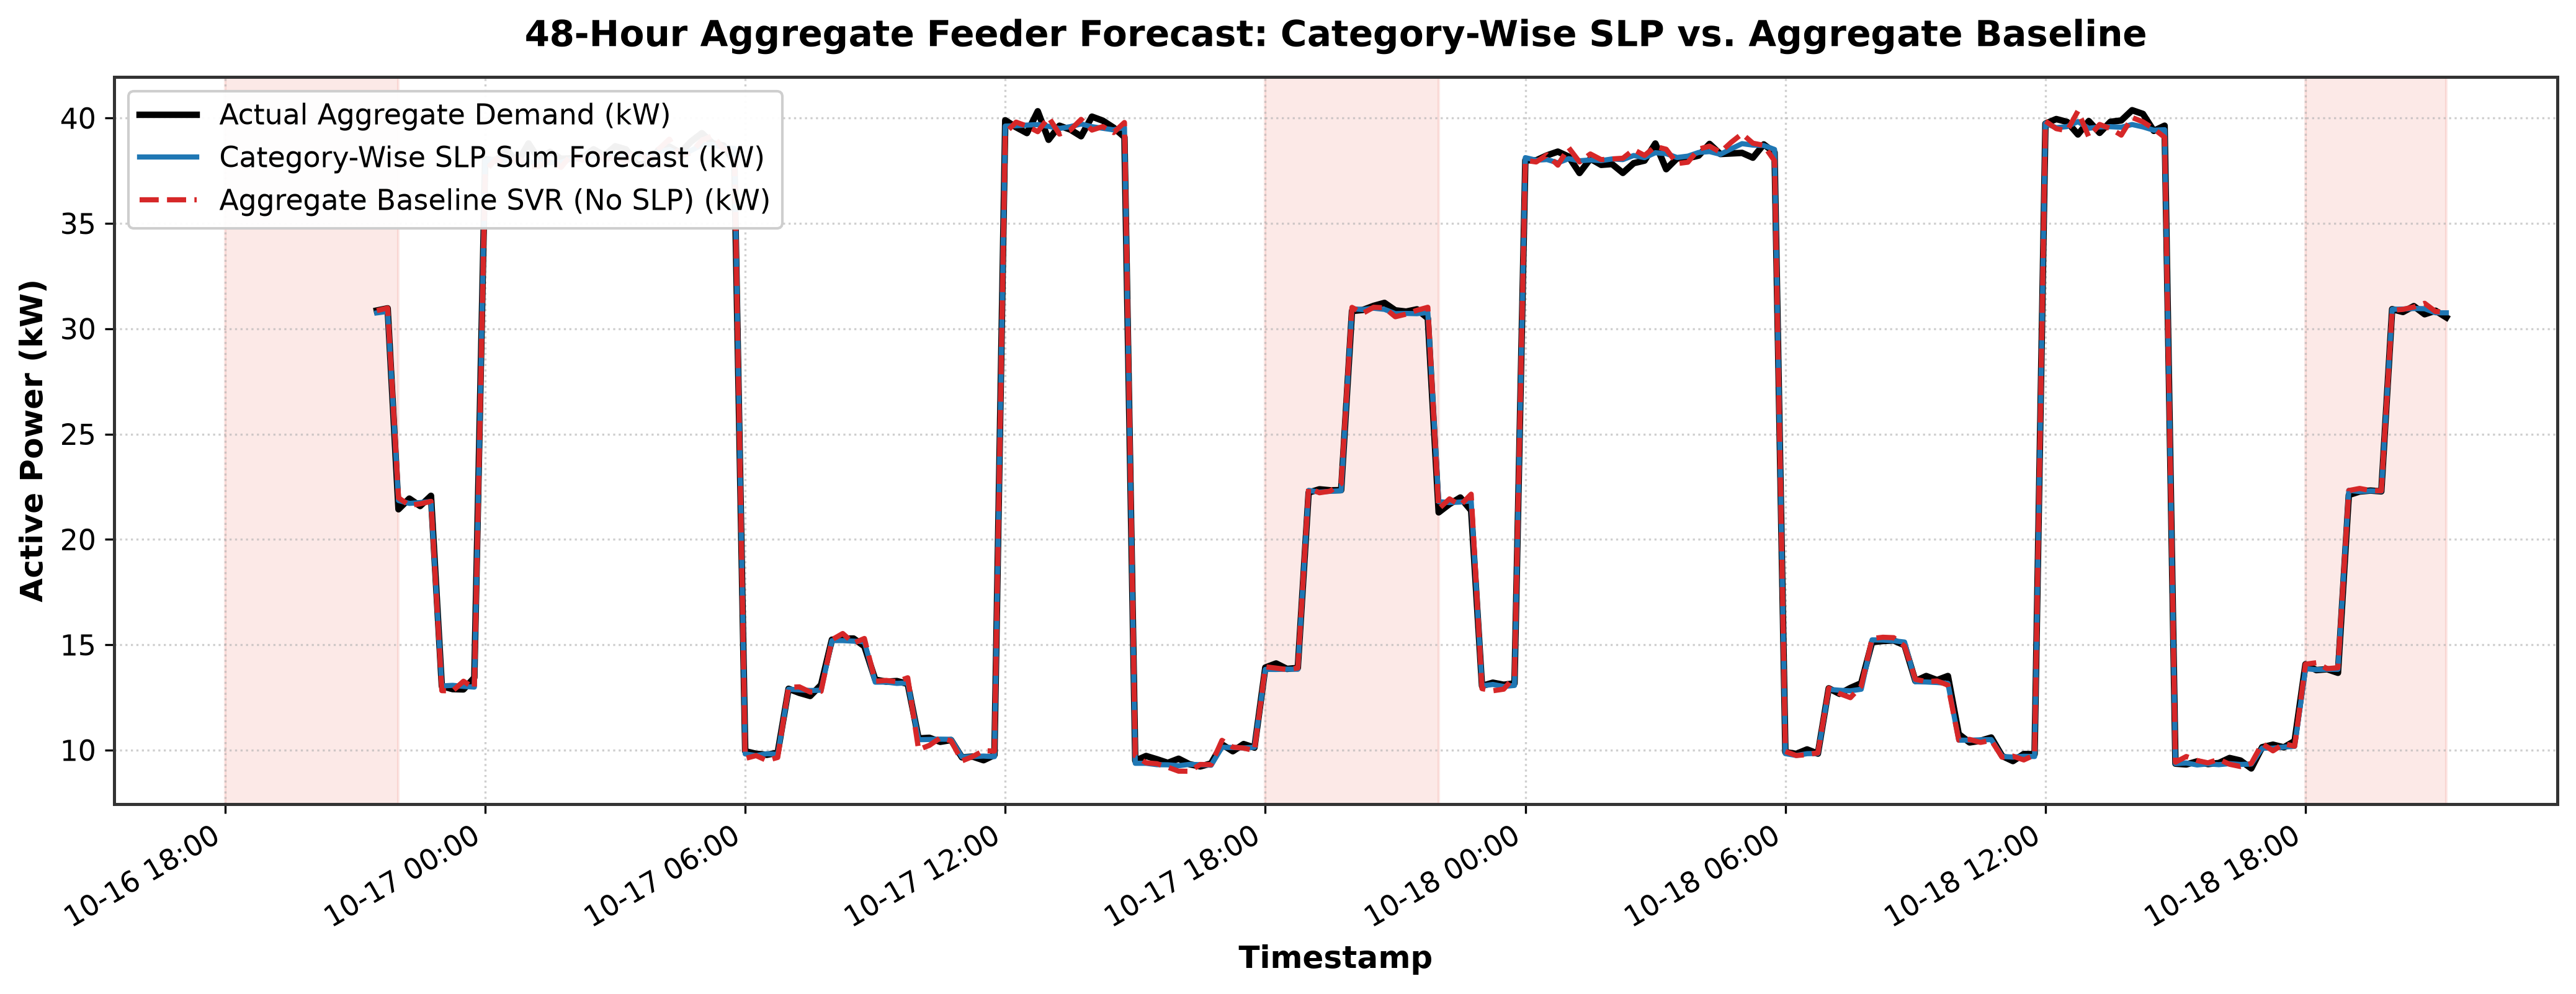 48-Hour Aggregate Feeder Forecast: Category-Wise SLP vs. Aggregate Baseline
Actual Aggregate Demand (kW)
Category-Wise SLP Sum Forecast (kW)
Aggregate Baseline SVR (No SLP) (kW)
Active Power (kW)
40
35
30
25
20
15
10
10-16 18:00
10-17 00:00
10-17 06:00
10-17 12:00
10-17 18:00
10-18 00:00
10-18 06:00
10-18 12:00
10-18 18:00
Timestamp